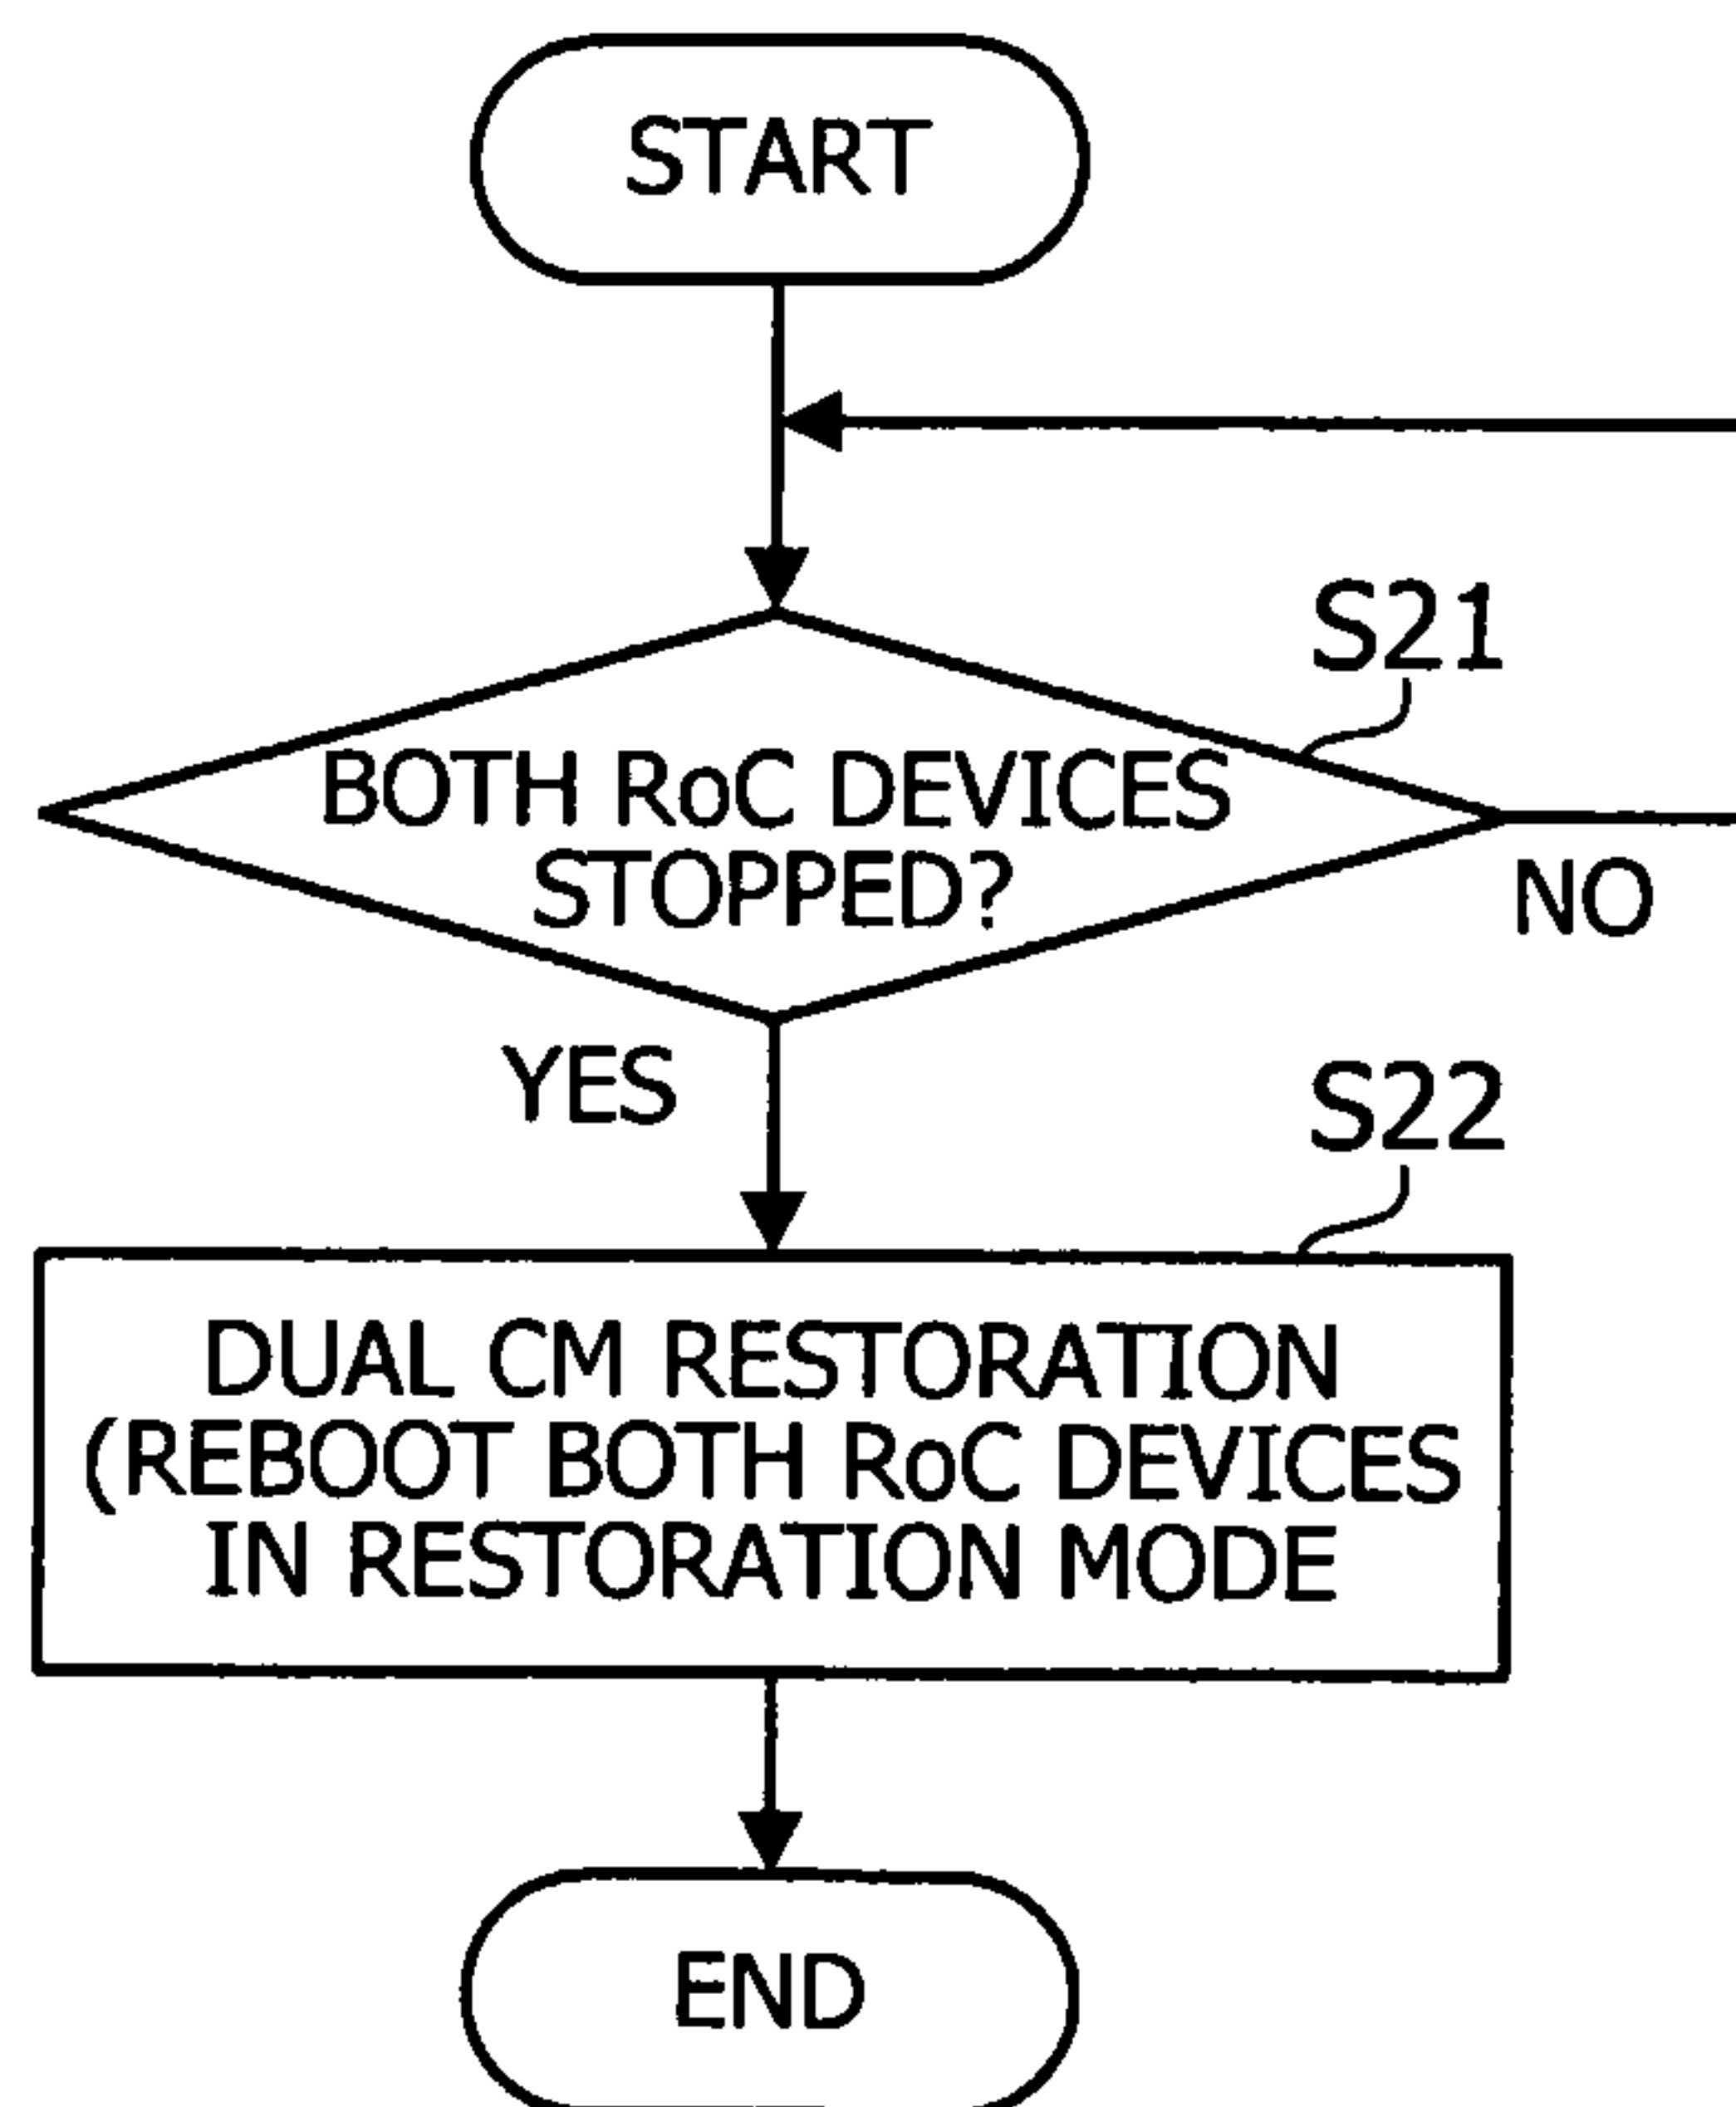 START
S21
BOTH RoC DEVICES
STOPPED?
NO
YES
S22
DUAL CM RESTORATION
(REBOOT BOTH RoC DEVICES
IN RESTORATION MODE
END